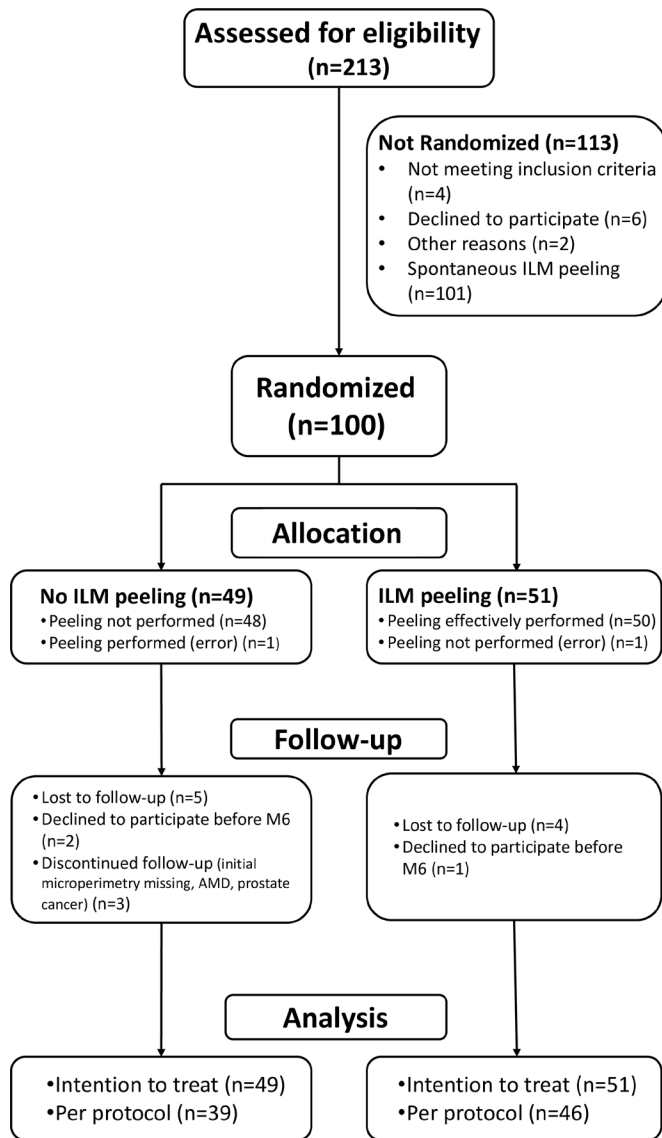 Assessed for eligibility
(n=213)
Not Randomized (n=113)
• Not meeting inclusion criteria
(n=4)
• Declined to participate (n=6)
• Other reasons (n=2)
• Spontaneous ILM peeling
(n=101)
Randomized
(n=100)
Allocation
No ILM peeling (n=49)
•Peeling not performed (n=48)
•Peeling performed (error) (n=1)
ILM peeling (n=51)
•Peeling effectively performed (n=50)
•Peeling not performed (error) (n=1)
Follow-up
•Lost to follow-up (n=5)
•Declined to participate before M6
(n=2)
•Discontinued follow-up (initial
microperimetry missing, AMD, prostate
cancer) (n=3)
•Lost to follow-up (n=4)
•Declined to participate before
M6 (n=1)
Analysis
•Intention to treat (n=49)
•Per protocol (n=39)
•Intention to treat (n=51)
•Per protocol (n=46)